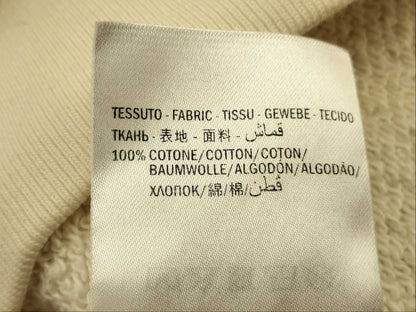 TESSUTO - FABRIC - TISSU - GEWEBE - TECIDO
ТКАНЬ - 表地 - 面料 - قماش
100% COTONE/COTTON/COTON/
BAUMWOLLE/ALGODÓN/ALGODÃO/
ХЛОПОК/綿/棉/قطن